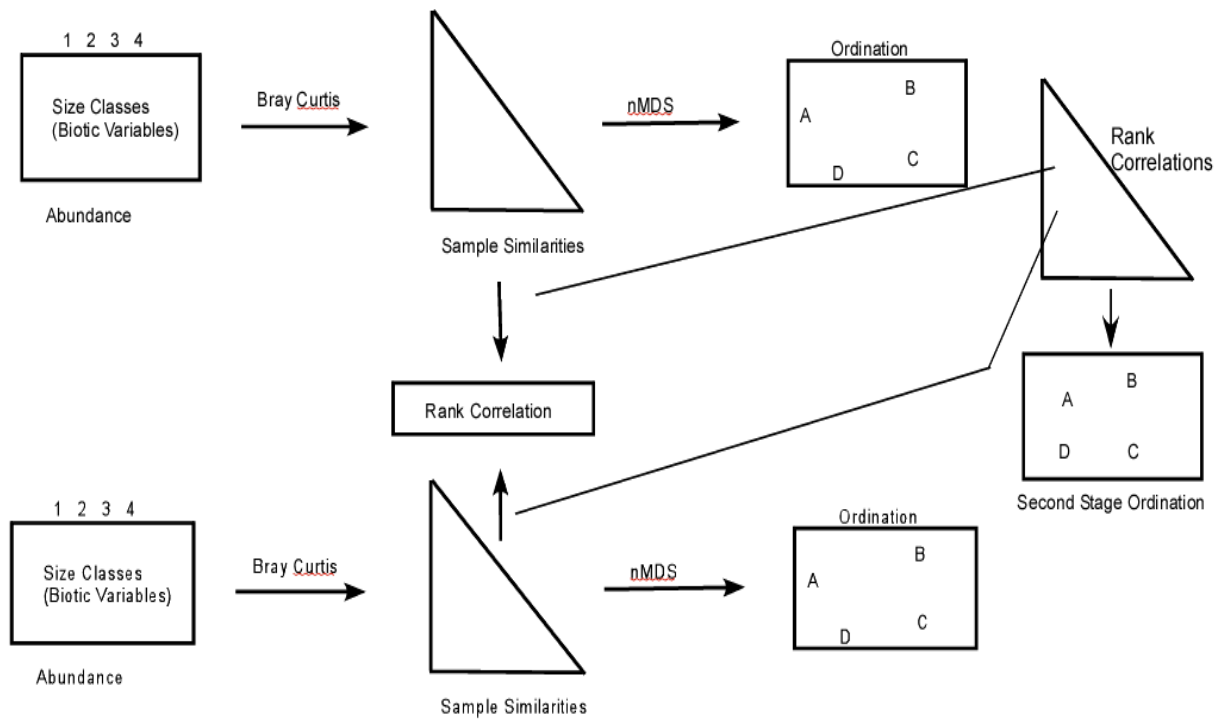 1 2 3 4
Size Classes
(Biotic Variables)
Abundance
Bray Curtis
Sample Similarities
nMDS
Ordination
A
B
C
D
Rank
Correlations
Rank Correlation
A
B
D
C
Second Stage Ordination
1 2 3 4
Size Classes
(Biotic Variables)
Abundance
Bray Curtis
Sample Similarities
nMDS
Ordination
A
B
C
D